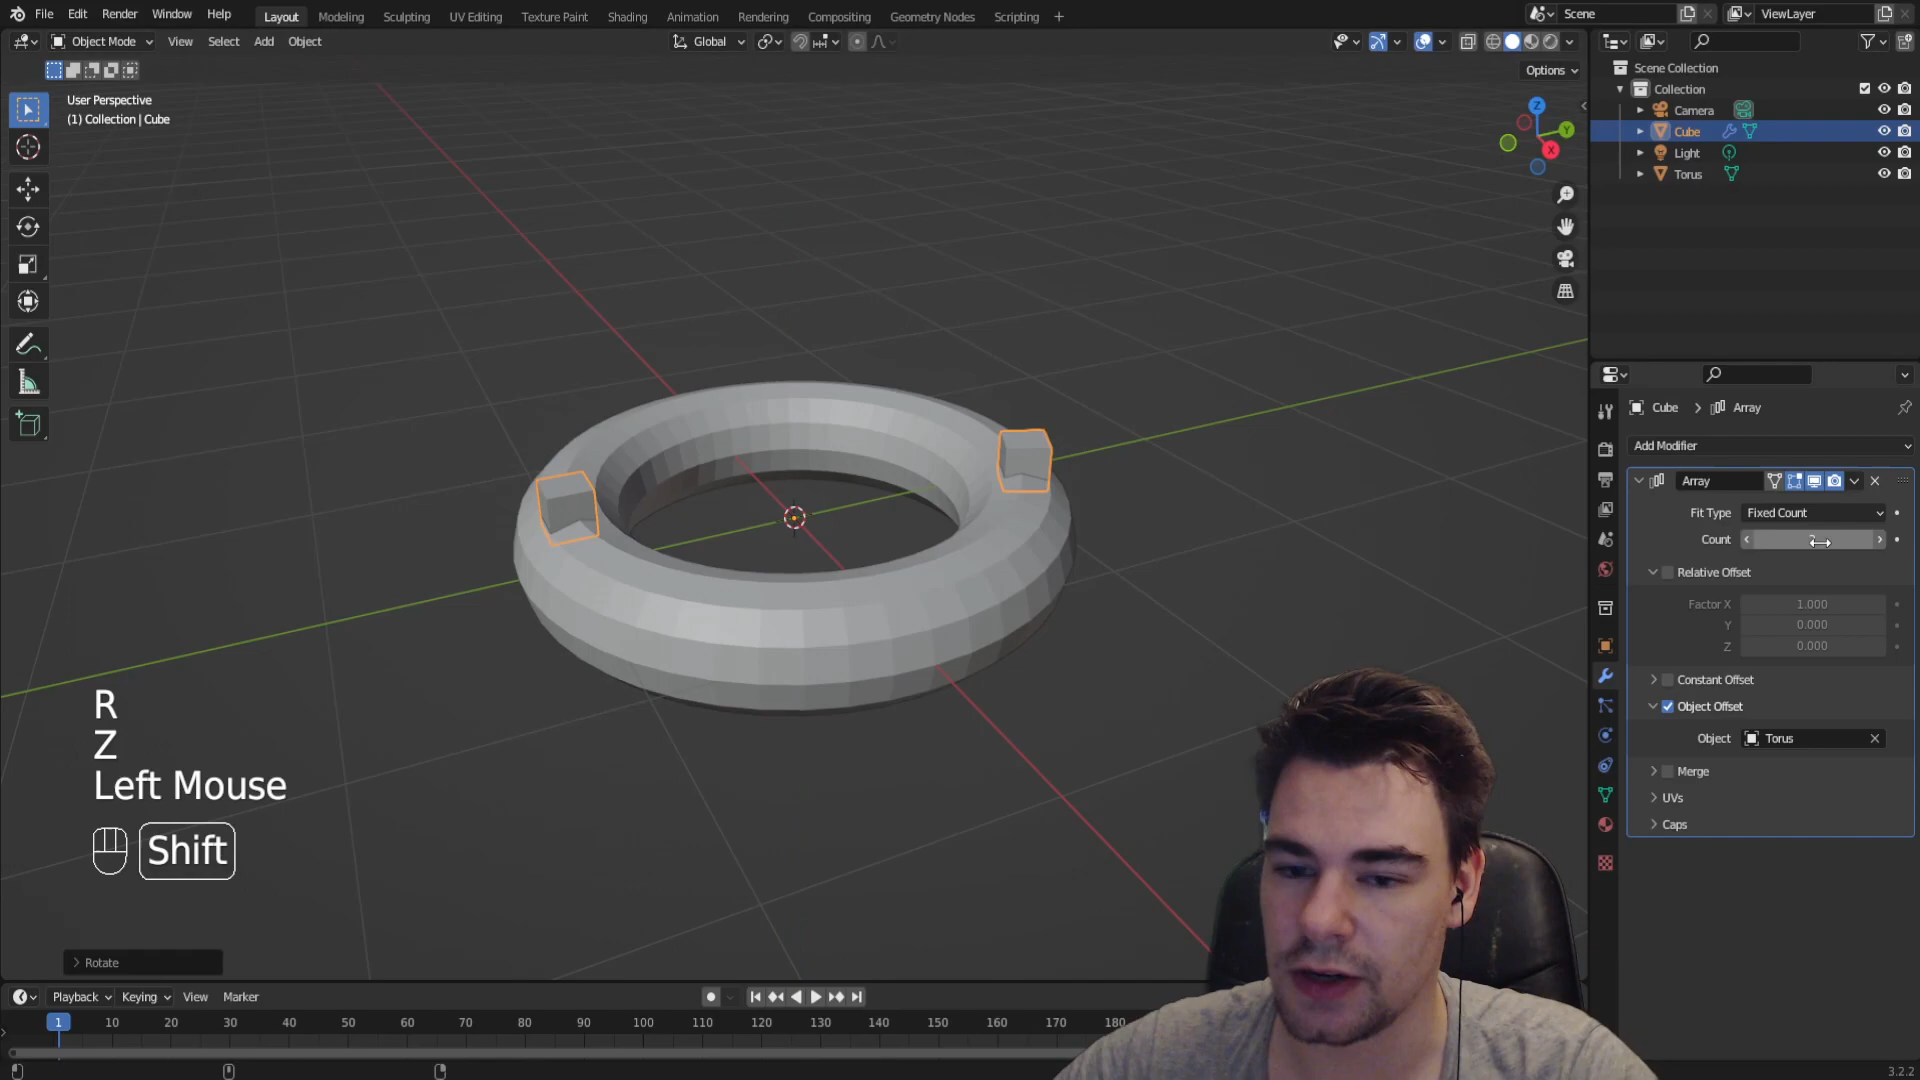 File Edit Render Window Help Layout Modeling Sculpting UV Editing Texture Paint Shading Animation Rendering Compositing Geometry Nodes Scripting + Scene ViewLayer
Object Mode View Select Add Object Global
Options
User Perspective
(1) Collection | Cube
Z
Y
X
Scene Collection
Collection
Camera
Cube
Light
Torus
Cube > Array
Add Modifier
Array
Fit Type Fixed Count
Count
Relative Offset
Factor X 1.000
Y 0.000
Z 0.000
Constant Offset
Object Offset
Object Torus
Merge
UVs
Caps
R
Z
Left Mouse
Shift
Rotate
Playback Keying View Marker
1 10 20 30 40 50 60 70 80 90 100 110 120 130 140 150 160 170 180
3.2.2